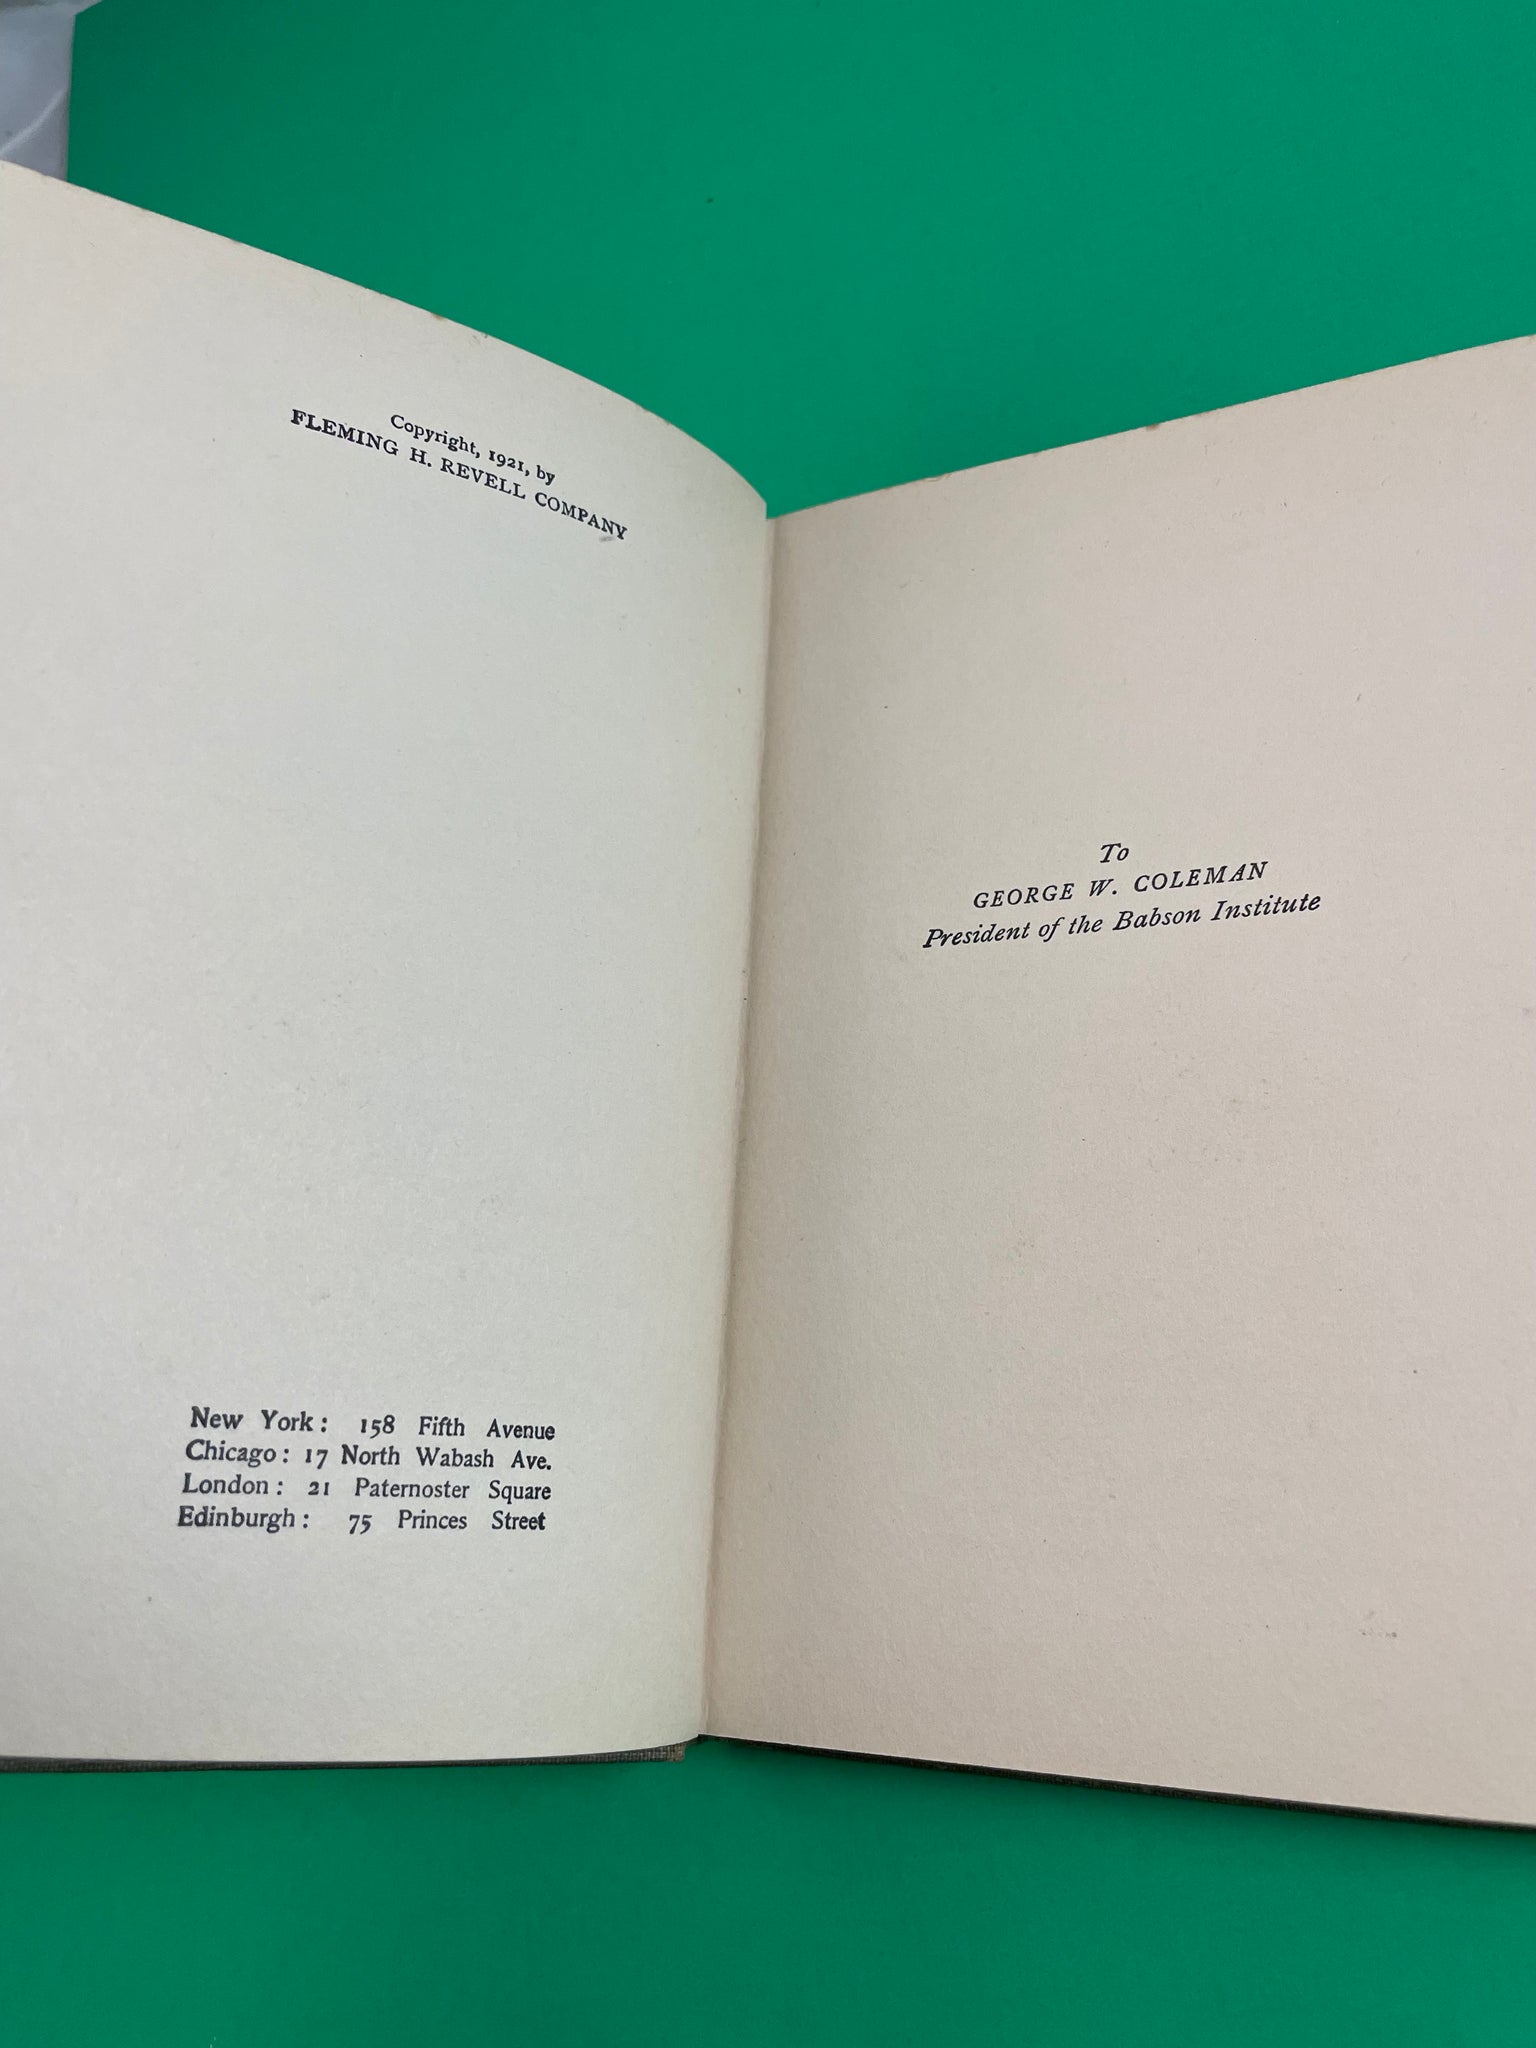 Copyright, 1921, by
FLEMING H. REVELL COMPANY
New York: 158 Fifth Avenue
Chicago: 17 North Wabash Ave.
London: 21 Paternoster Square
Edinburgh: 75 Princes Street
To
GEORGE W. COLEMAN
President of the Babson Institute